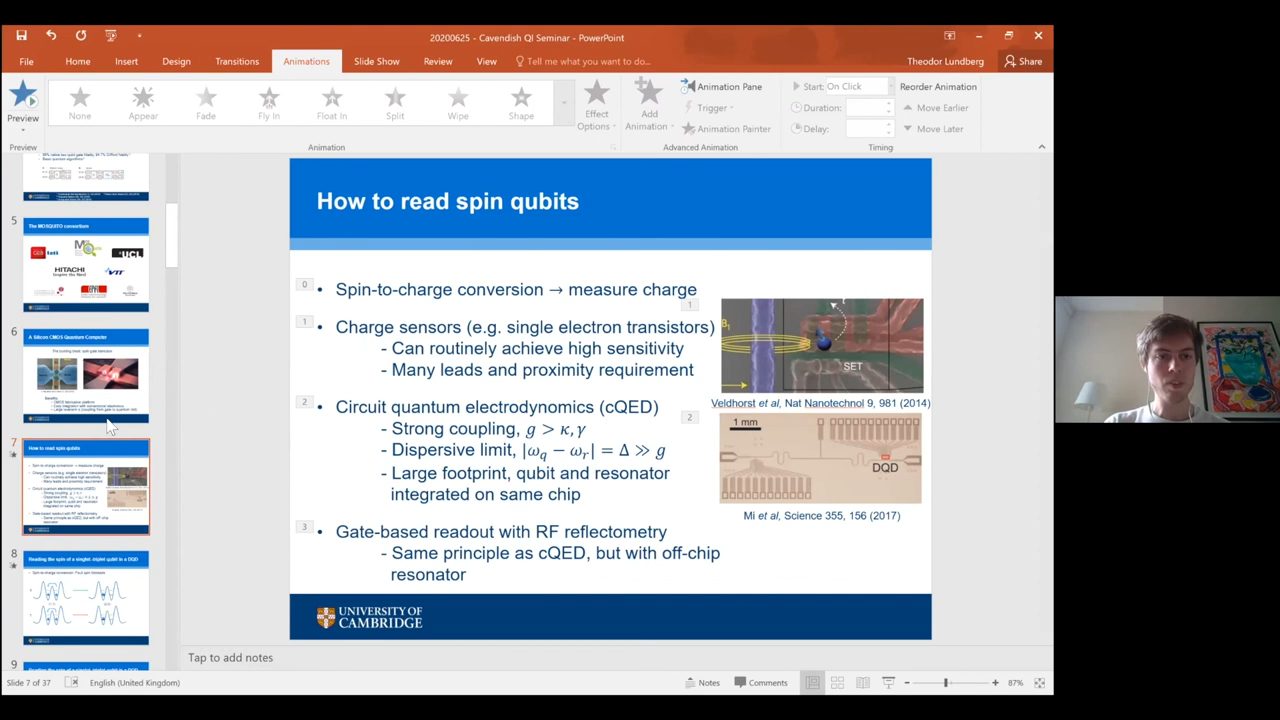 20200625 - Cavendish QI Seminar - PowerPoint
File Home Insert Design Transitions Animations Slide Show Review View Tell me what you want to do... Theodor Lundberg Share
Preview
None Appear Fade Fly In Float In Split Wipe Shape
Effect Options
Add Animation
Animation Pane
Trigger
Animation Painter
Start: On Click
Duration:
Delay:
Reorder Animation
Move Earlier
Move Later
Preview Animation Advanced Animation Timing
5
The MOSQUITO consortium
leti
UCL
HITACHI
Inspire the Next
VTT
6
A Silicon CMOS Quantum Computer
7
How to read spin qubits
8
Reading the spin of a singlet-triplet qubit in a DQD
9
How to read spin qubits
0
• Spin-to-charge conversion → measure charge
1
1
• Charge sensors (e.g. single electron transistors)
- Can routinely achieve high sensitivity
- Many leads and proximity requirement
SET
Veldhorst et al, Nat Nanotechnol 9, 981 (2014)
2
• Circuit quantum electrodynamics (cQED)
- Strong coupling, g > κ, γ
- Dispersive limit, |ω_q − ω_r| = Δ ≫ g
- Large footprint, qubit and resonator
integrated on same chip
2
1 mm
DQD
Mi et al, Science 355, 156 (2017)
3
• Gate-based readout with RF reflectometry
- Same principle as cQED, but with off-chip
resonator
UNIVERSITY OF
CAMBRIDGE
Tap to add notes
Slide 7 of 37 English (United Kingdom) Notes Comments 87%